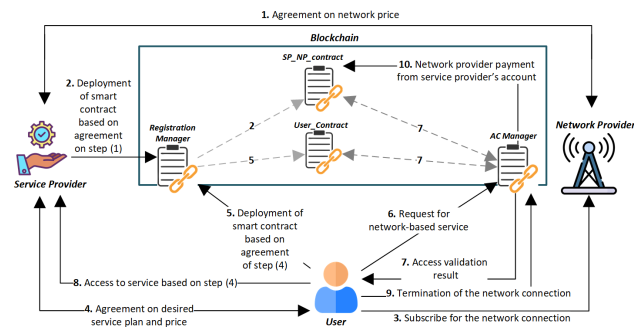 1. Agreement on network price
Blockchain
SP_NP_contract
10. Network provider payment
from service provider's account
2. Deployment
of smart
contract
based on
agreement
on step (1)
Registration
Manager
2
7
User_Contract
5
7
AC Manager
Network Provider
Service Provider
5. Deployment of
smart contract
based on
agreement
of step (4)
6. Request for
network-based service
7. Access validation
result
8. Access to service based on step (4)
9. Termination of the network connection
4. Agreement on desired
service plan and price
User
3. Subscribe for the network connection